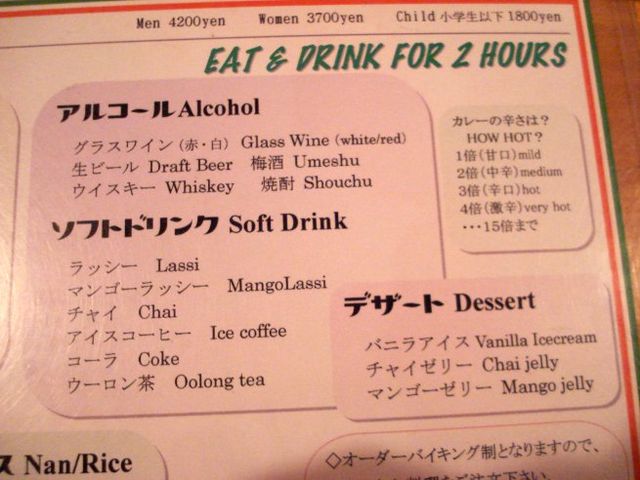 Men 4200yen Women 3700yen Child 小学生以下 1800yen
EAT & DRINK FOR 2 HOURS
アルコール Alcohol
グラスワイン (赤・白) Glass Wine (white/red)
生ビール Draft Beer 梅酒 Umeshu
ウイスキー Whiskey 焼酎 Shouchu
ソフトドリンク Soft Drink
ラッシー Lassi
マンゴーラッシー MangoLassi
チャイ Chai
アイスコーヒー Ice coffee
コーラ Coke
ウーロン茶 Oolong tea
カレーの辛さは?
HOW HOT?
1倍(甘口)mild
2倍(中辛)medium
3倍(辛口)hot
4倍(激辛)very hot
・・・15倍まで
デザート Dessert
バニラアイス Vanilla Icecream
チャイゼリー Chai jelly
マンゴーゼリー Mango jelly
ス Nan/Rice
◇オーダーバイキング制となりますので、